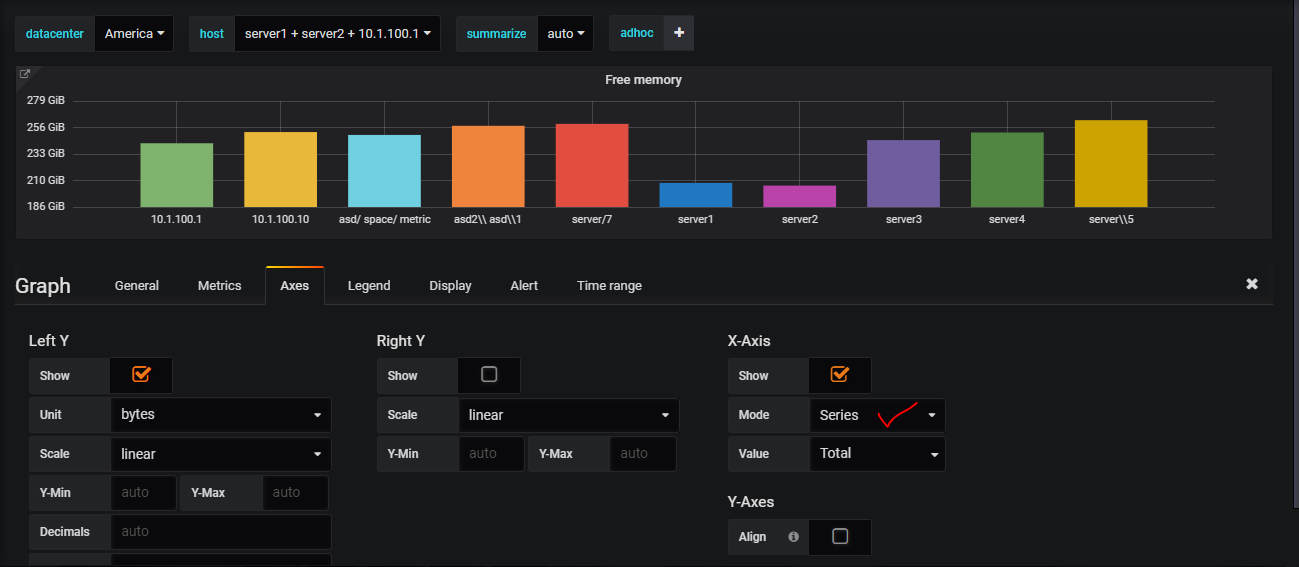 datacenter America host server1 + server2 + 10.1.100.1 summarize auto adhoc +
Free memory
279 GiB
256 GiB
233 GiB
210 GiB
186 GiB
10.1.100.1 10.1.100.10 asd/ space/ metric asd2\\ asd\\1 server/7 server1 server2 server3 server4 server\\5
Graph General Metrics Axes Legend Display Alert Time range
Left Y Right Y X-Axis
Show Show Show
Unit bytes Scale linear Mode Series
Scale linear Y-Min auto Y-Max auto Value Total
Y-Min auto Y-Max auto Y-Axes
Decimals auto Align